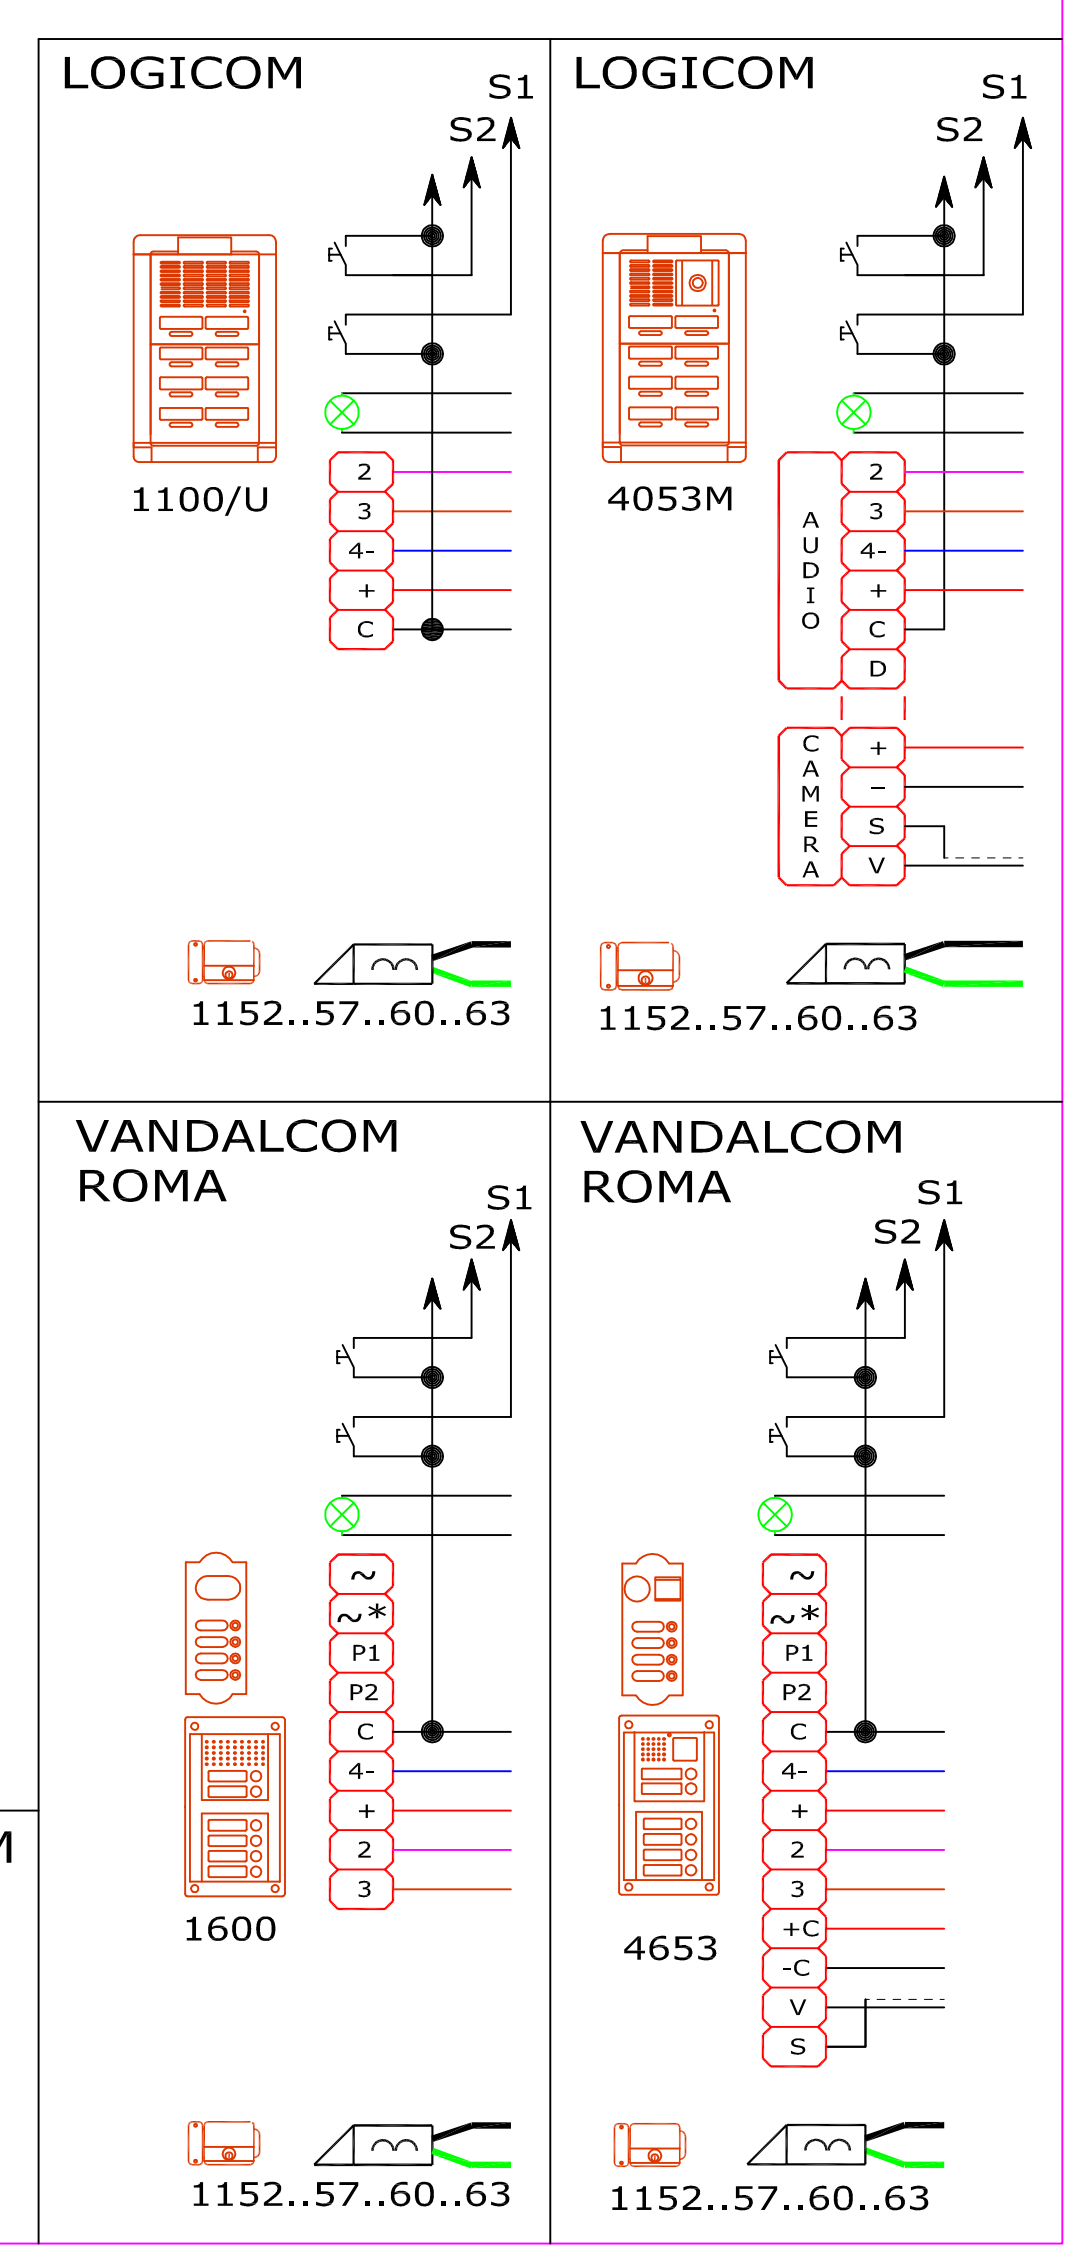 LOGICOM
S1
S2
1100/U
2
3
4-
+
C
1152..57..60..63
LOGICOM
S1
S2
4053M
AUDIO
2
3
4-
+
C
D
CAMERA
+
-
S
V
1152..57..60..63
VANDALCOM
ROMA
S1
S2
~
~*
P1
P2
C
4-
+
2
3
1600
1152..57..60..63
VANDALCOM
ROMA
S1
S2
~
~*
P1
P2
C
4-
+
2
3
+C
-C
V
S
4653
1152..57..60..63
M